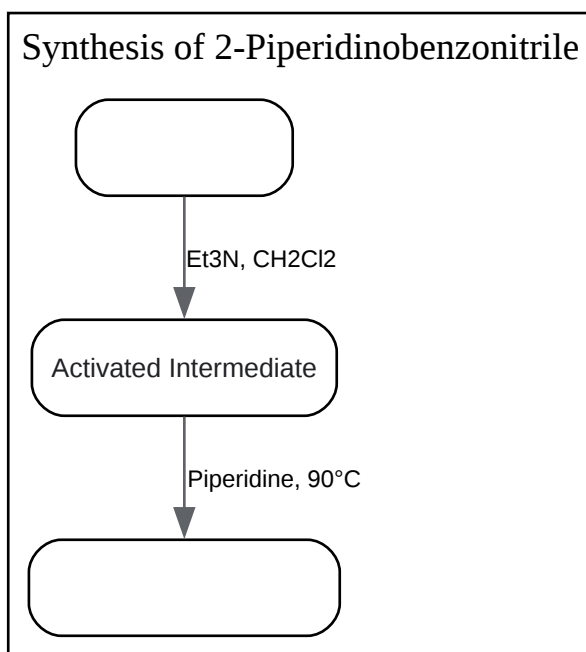 Synthesis of 2-Piperidinobenzonitrile
Et3N, CH2Cl2
Activated Intermediate
Piperidine, 90°C